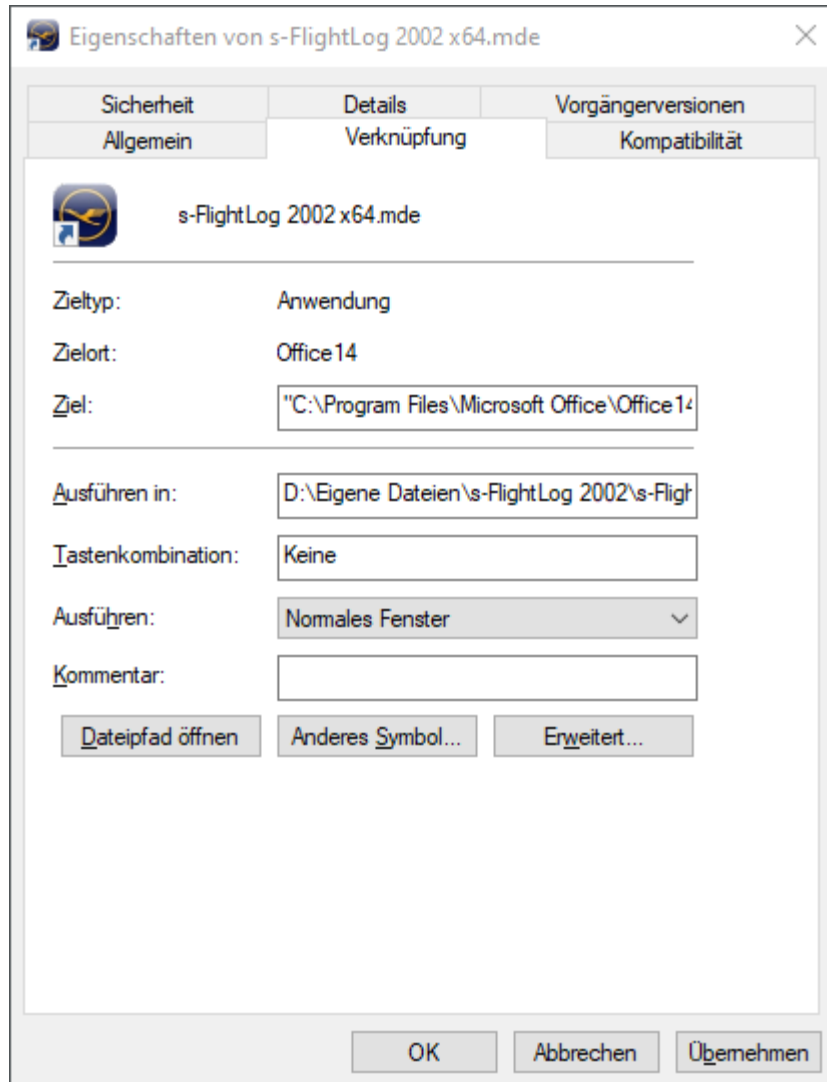 Eigenschaften von s-FlightLog 2002 x64.mde
Sicherheit Details Vorgängerversionen
Allgemein Verknüpfung Kompatibilität
s-FlightLog 2002 x64.mde
Zieltyp: Anwendung
Zielort: Office14
Ziel: "C:\Program Files\Microsoft Office\Office14
Ausführen in: D:\Eigene Dateien\s-FlightLog 2002\s-Fligh
Tastenkombination: Keine
Ausführen: Normales Fenster
Kommentar:
Dateipfad öffnen Anderes Symbol... Erweitert...
OK Abbrechen Übernehmen